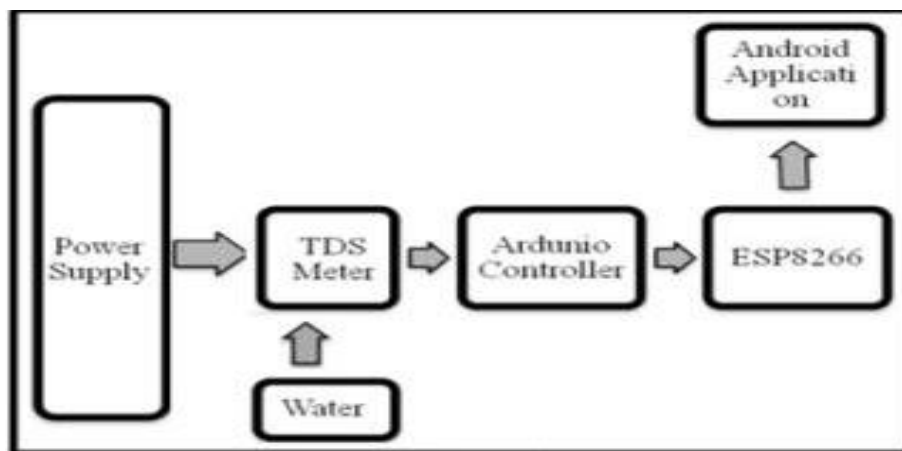 Android
Applicati
on
Power
Supply
TDS
Meter
Ardunio
Controller
ESP8266
Water